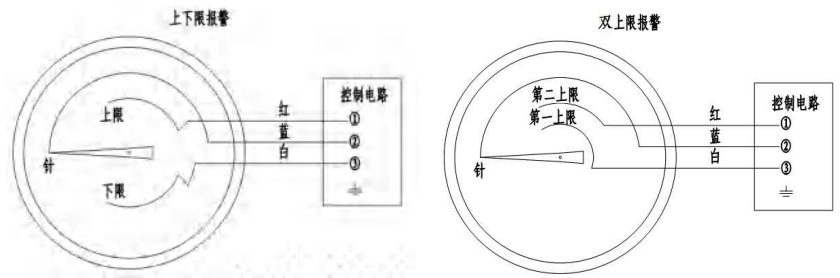 上下限报警
上限
下限
针
红
蓝
白
控制电路
①
②
③
双上限报警
第二上限
第一上限
针
红
蓝
白
控制电路
①
②
③